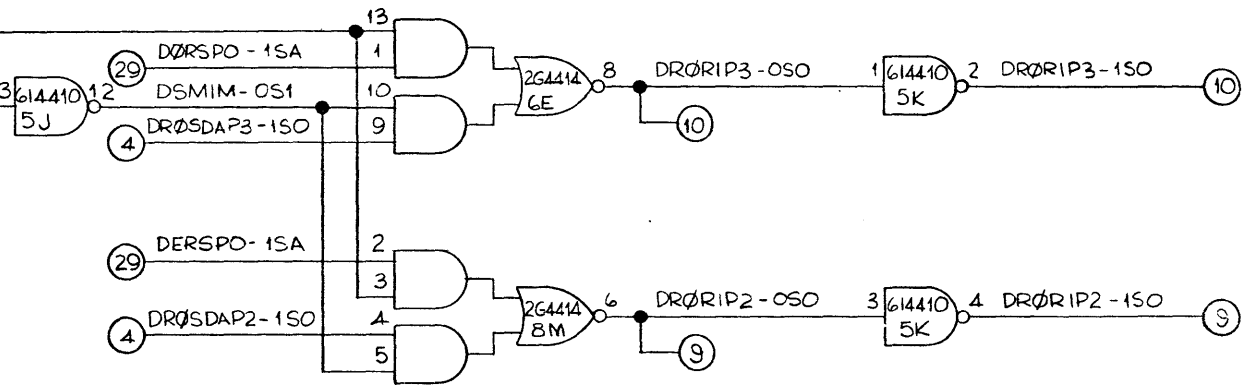 13
DØRSPO-1SA
1
29
3
614410
5J
12
DSMIM-0S1
10
DRØSDAP3-1SO
9
4
2G4414
6E
8
DRØRIP3-0SO
10
1
614410
5K
2
DRØRIP3-1SO
10
DERSPO-1SA
2
29
3
DRØSDAP2-1SO
4
4
5
2G4414
8M
6
DRØRIP2-0SO
9
3
614410
5K
4
DRØRIP2-1SO
9